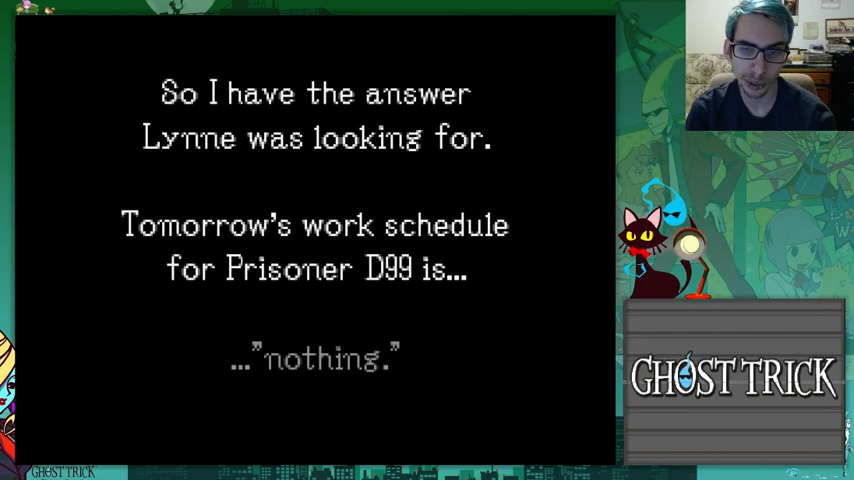 So I have the answer
Lynne was looking for.
Tomorrow's work schedule
for Prisoner D99 is...
..."nothing."
GHOST TRICK
GHOST TRICK